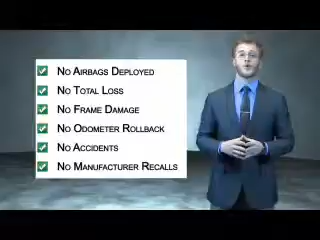 No Airbags Deployed
No Total Loss
No Frame Damage
No Odometer Rollback
No Accidents
No Manufacturer Recalls